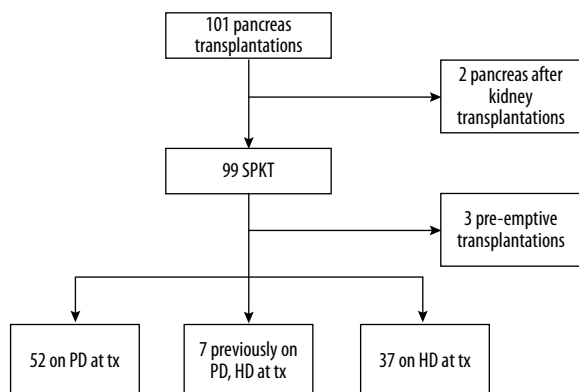 101 pancreas
transplantations
2 pancreas after
kidney
transplantations
99 SPKT
3 pre-emptive
transplantations
52 on PD at tx
7 previously on
PD, HD at tx
37 on HD at tx